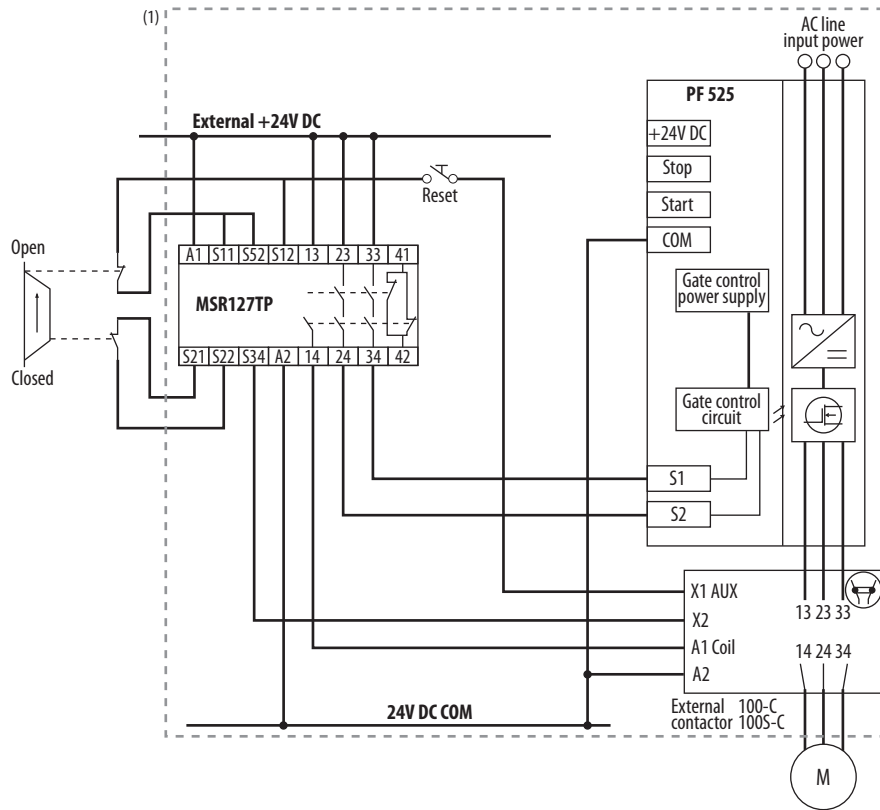 (1)
AC line
input power
PF 525
External +24V DC
+24V DC
Stop
Reset
Start
COM
Open
A1 S11 S52 S12 13 23 33 41
MSR127TP
Gate control
power supply
S21 S22 S34 A2 14 24 34 42
Closed
Gate control
circuit
S1
S2
X1 AUX
13 23 33
X2
A1 Coil
14 24 34
A2
24V DC COM
External 100-C
contactor 100S-C
M